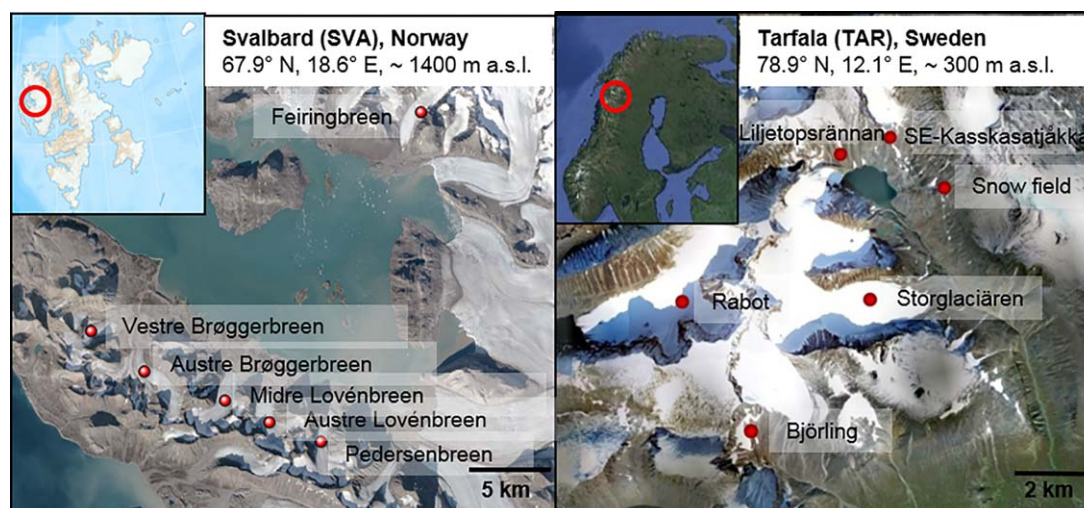 Svalbard (SVA), Norway
67.9° N, 18.6° E, ~ 1400 m a.s.l.
Feiringbreen
Vestre Brøggerbreen
Austre Brøggerbreen
Midre Lovénbreen
Austre Lovénbreen
Pedersenbreen
5 km
Tarfala (TAR), Sweden
78.9° N, 12.1° E, ~ 300 m a.s.l.
Liljetopsrännan
SE-Kasskasatjåkka
Snow field
Rabot
Storglaciären
Björling
2 km